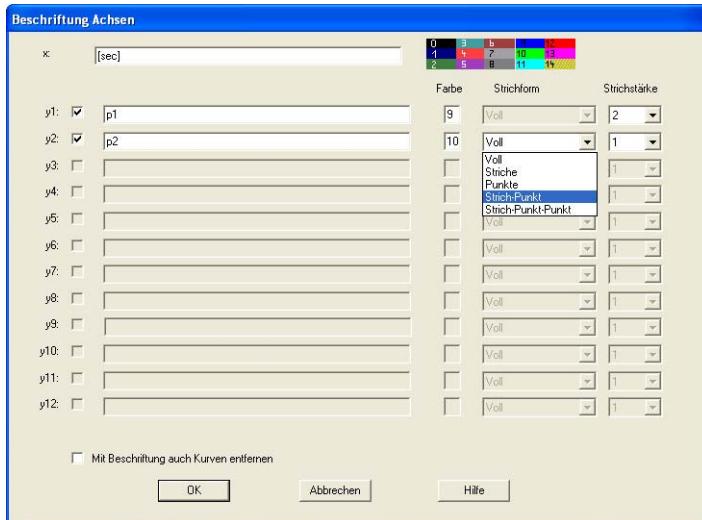 Beschriftung Achsen
x: [sec]
0 3 6 9 12
1 4 7 10 13
2 5 8 11 14
Farbe Strichform Strichstärke
y1: p1 9 Voll 2
y2: p2 10 Voll 1
Voll
Striche
Punkte
Strich-Punkt
Strich-Punkt-Punkt
y3: 1
y4: 1
y5: Voll 1
y6: Voll 1
y7: Voll 1
y8: Voll 1
y9: Voll 1
y10: Voll 1
y11: Voll 1
y12: Voll 1
Mit Beschriftung auch Kurven entfernen
OK Abbrechen Hilfe